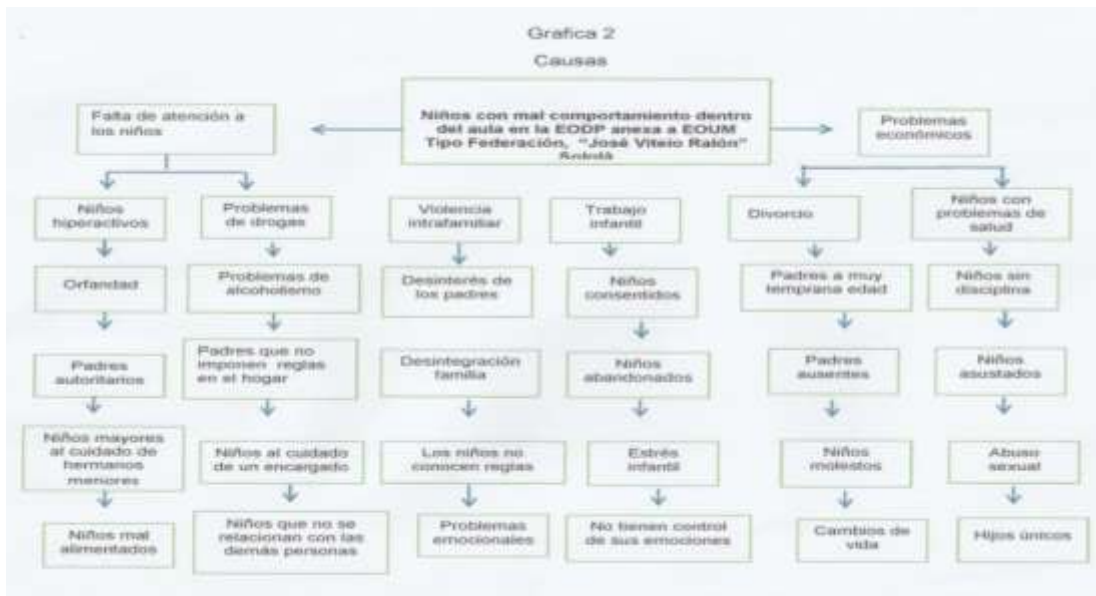 Grafica 2
Causas
Niños con mal comportamiento dentro
del aula en la EODP anexa a EOUM
Tipo Federación, "José Viteio Ralón"
Sololá
Falta de atención a
los niños
Problemas
económicos
Niños
hiperactivos
Problemas
de drogas
Violencia
intrafamiliar
Trabajo
infantil
Divorcio
Niños con
problemas de
salud
Orfandad
Problemas de
alcoholismo
Desinterés de
los padres
Niños
consentidos
Padres a muy
temprana edad
Niños sin
disciplina
Padres
autoritarios
Padres que no
imponen reglas
en el hogar
Desintegración
familia
Niños
abandonados
Padres
ausentes
Niños
asustados
Niños mayores
al cuidado de
hermanos
menores
Niños al cuidado
de un encargado
Los niños no
conocen reglas
Estrés
infantil
Niños
molestos
Abuso
sexual
Niños mal
alimentados
Niños que no se
relacionan con las
demás personas
Problemas
emocionales
No tienen control
de sus emociones
Cambios de
vida
Hijos únicos